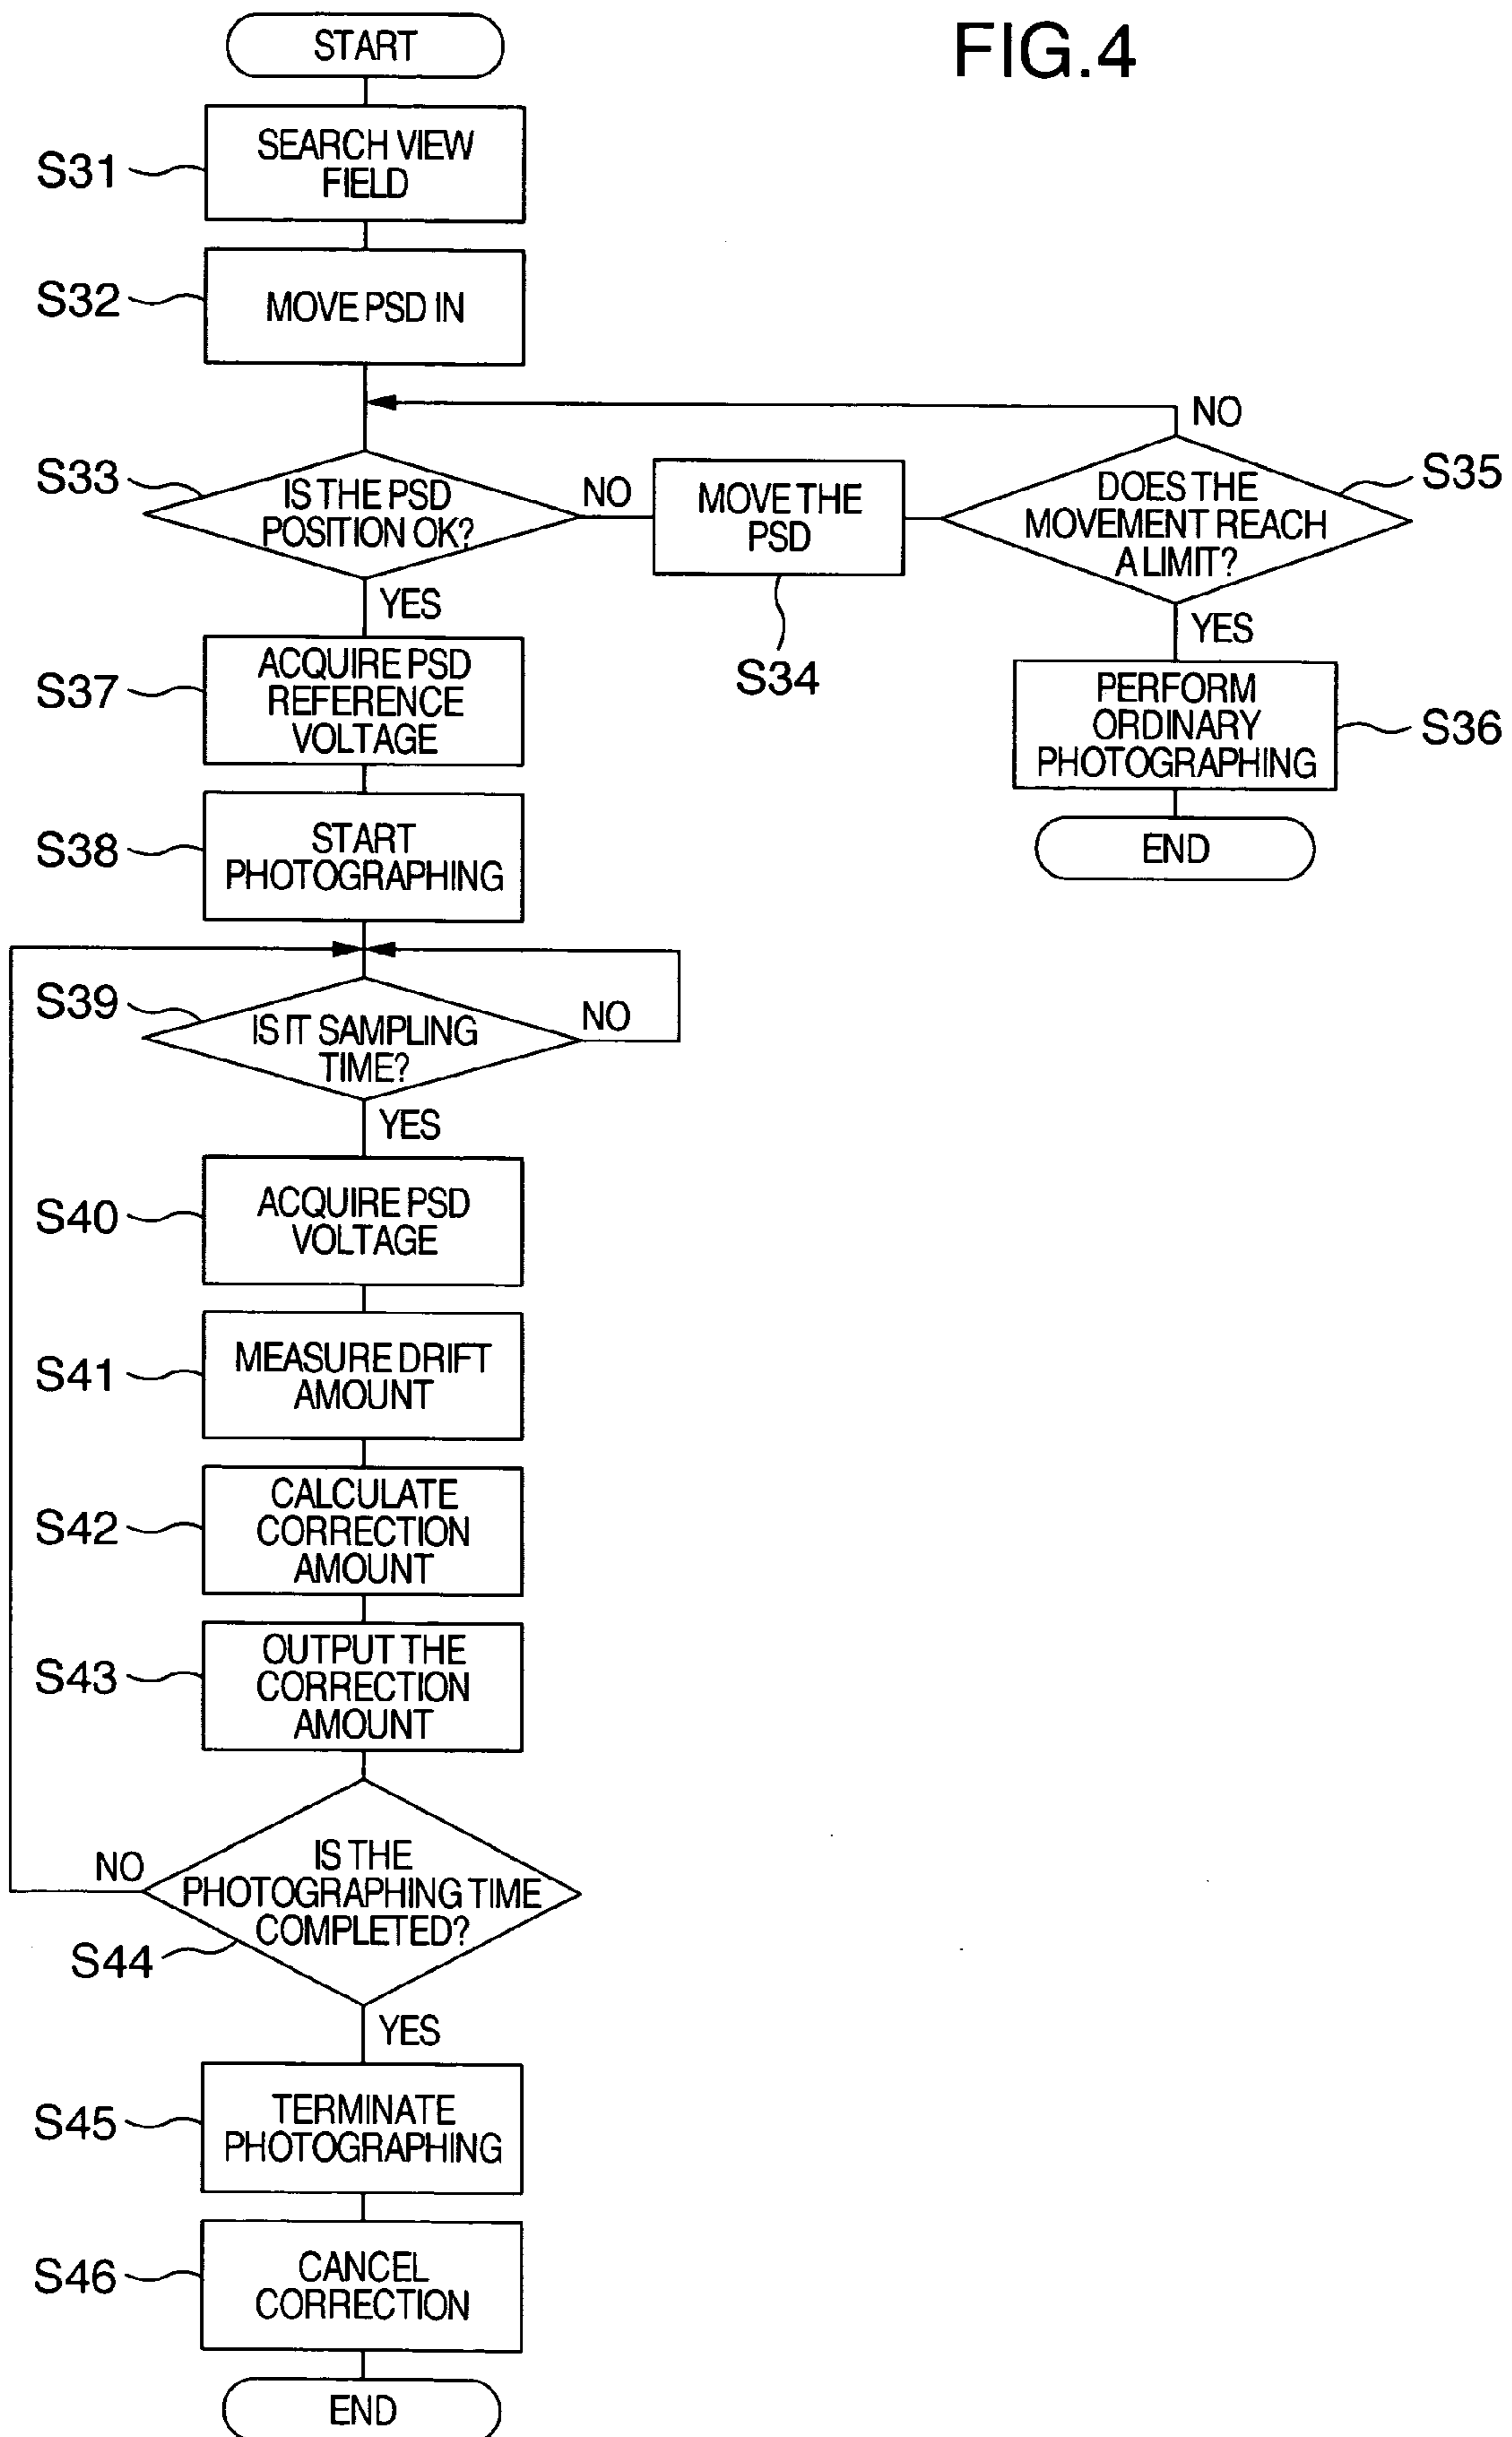 FIG.4
START
S31
SEARCH VIEW
FIELD
S32
MOVE PSD IN
S33
IS THE PSD
POSITION OK?
NO
YES
MOVE THE
PSD
S34
NO
DOES THE
MOVEMENT REACH
A LIMIT?
S35
YES
PERFORM
ORDINARY
PHOTOGRAPHING
S36
END
S37
ACQUIRE PSD
REFERENCE
VOLTAGE
S38
START
PHOTOGRAPHING
S39
IS IT SAMPLING
TIME?
NO
YES
S40
ACQUIRE PSD
VOLTAGE
S41
MEASURE DRIFT
AMOUNT
S42
CALCULATE
CORRECTION
AMOUNT
S43
OUTPUT THE
CORRECTION
AMOUNT
NO
IS THE
PHOTOGRAPHING TIME
COMPLETED?
S44
YES
S45
TERMINATE
PHOTOGRAPHING
S46
CANCEL
CORRECTION
END